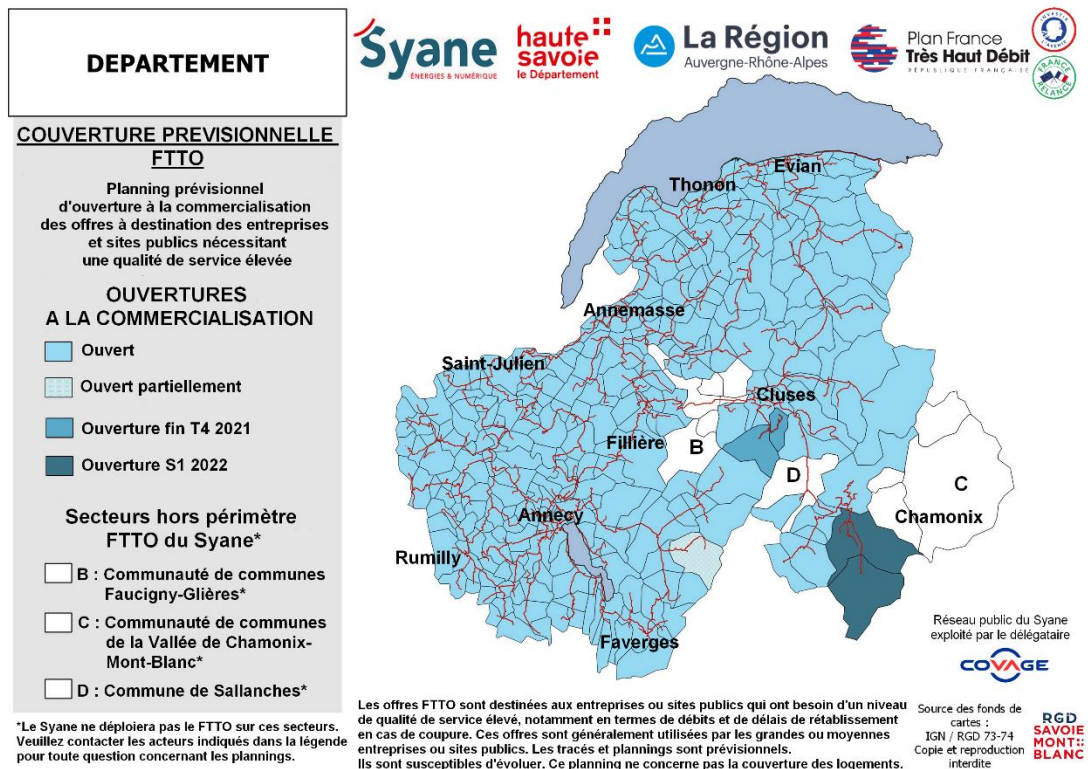 DEPARTEMENT
COUVERTURE PREVISIONNELLE
FTTO
Planning prévisionnel
d'ouverture à la commercialisation
des offres à destination des entreprises
et sites publics nécessitant
une qualité de service élevée
OUVERTURES
A LA COMMERCIALISATION
Ouvert
Ouvert partiellement
Ouverture fin T4 2021
Ouverture S1 2022
Secteurs hors périmètre
FTTO du Syane*
B : Communauté de communes
Faucigny-Glières*
C : Communauté de communes
de la Vallée de Chamonix-
Mont-Blanc*
D : Commune de Sallanches*
*Le Syane ne déploiera pas le FTTO sur ces secteurs.
Veuillez contacter les acteurs indiqués dans la légende
pour toute question concernant les plannings.
Syane
ÉNERGIES & NUMÉRIQUE
haute
savoie
le Département
La Région
Auvergne-Rhône-Alpes
Plan France
Très Haut Débit
RÉPUBLIQUE FRANÇAISE
INVESTIR
L'AVENIR
FRANCE
RELANCE
Evian
Thonon
Annemasse
Saint-Julien
Cluses
Fillière
B
D
C
Chamonix
Annecy
Rumilly
Faverges
Réseau public du Syane
exploité par le délégataire
COVAGE
Les offres FTTO sont destinées aux entreprises ou sites publics qui ont besoin d'un niveau
de qualité de service élevé, notamment en termes de débits et de délais de rétablissement
en cas de coupure. Ces offres sont généralement utilisées par les grandes ou moyennes
entreprises ou sites publics. Les tracés et plannings sont prévisionnels.
Ils sont susceptibles d'évoluer. Ce planning ne concerne pas la couverture des logements.
Source des fonds de
cartes :
IGN / RGD 73-74
Copie et reproduction
interdite
RGD
SAVOIE
MONT
BLANC